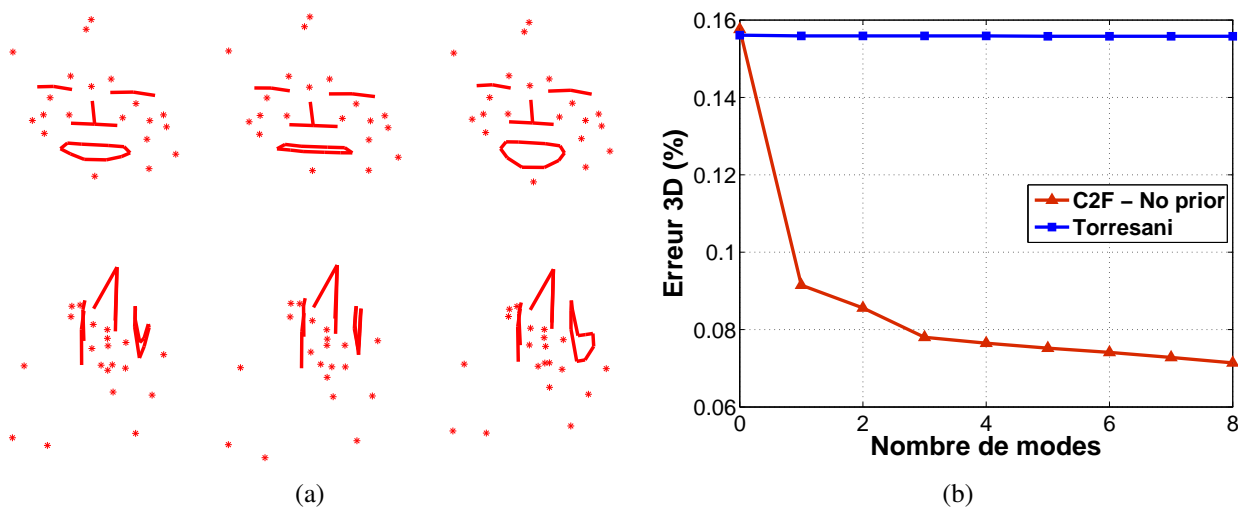 0.16
0.14
0.12
0.1
0.08
0.06
Erreur 3D (%)
C2F – No prior
Torresani
0
2
4
6
8
Nombre de modes
(a)
(b)